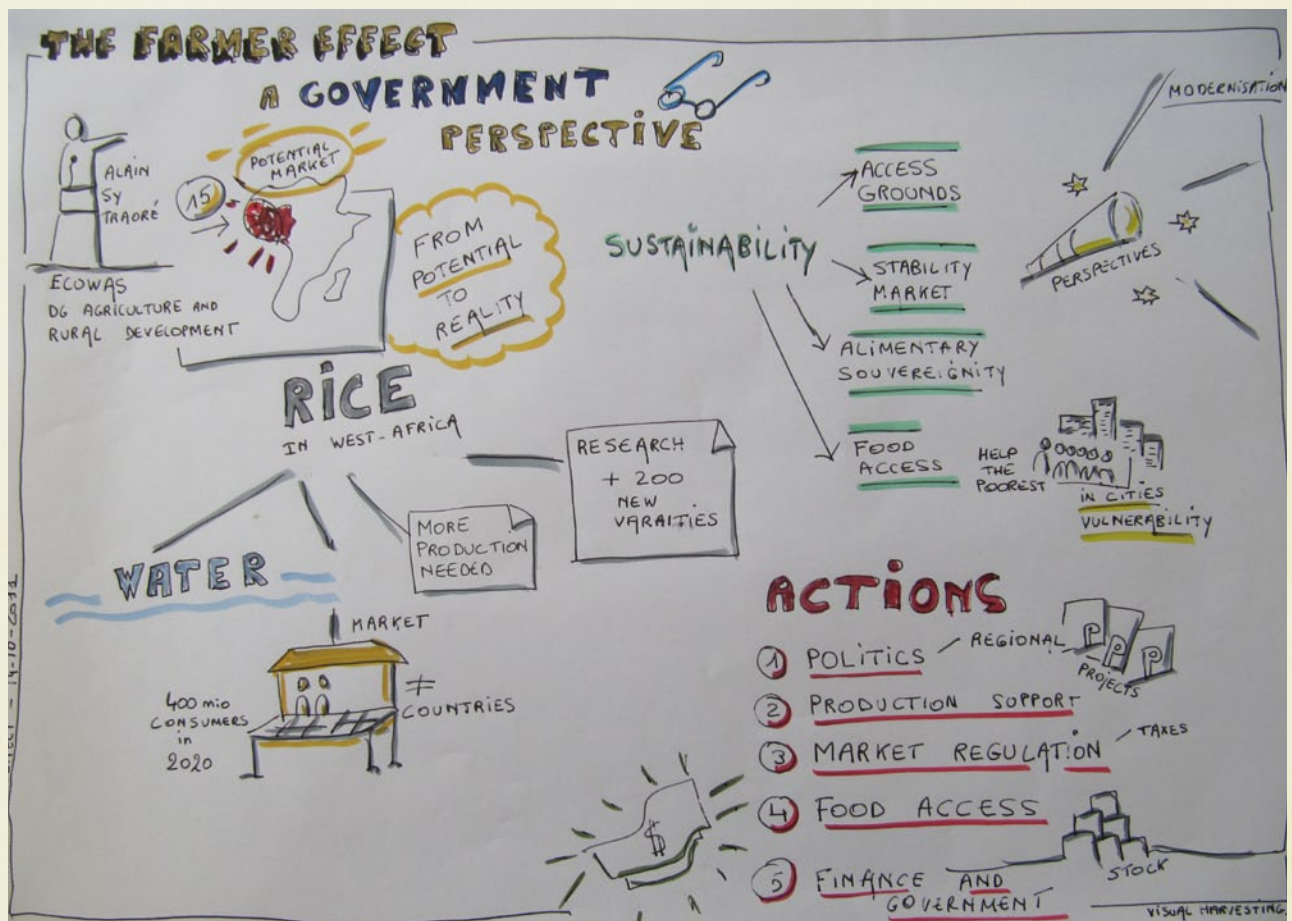 THE FARMER EFFECT
A GOVERNMENT
PERSPECTIVE
ALAIN
SY
TRAORÉ
ECOWAS
DG AGRICULTURE AND
RURAL DEVELOPMENT
15
POTENTIAL
MARKET
FROM
POTENTIAL
TO
REALITY
RICE
IN WEST-AFRICA
WATER
MORE
PRODUCTION
NEEDED
RESEARCH
+ 200
NEW
VARAITIES
MARKET
400 mio
CONSUMERS
in
2020
≠
COUNTRIES
SUSTAINABILITY
ACCESS
GROUNDS
STABILITY
MARKET
ALIMENTARY
SOUVEREIGNITY
FOOD
ACCESS
HELP
THE
POOREST
IN CITIES
VULNERABILITY
MODERNISATION
PERSPECTIVES
ACTIONS
1 POLITICS
REGIONAL
P P P
PROJECTS
2 PRODUCTION SUPPORT
3 MARKET REGULATION
TAXES
4 FOOD ACCESS
STOCK
5 FINANCE AND
GOVERNMENT
$
VISUAL HARVESTING